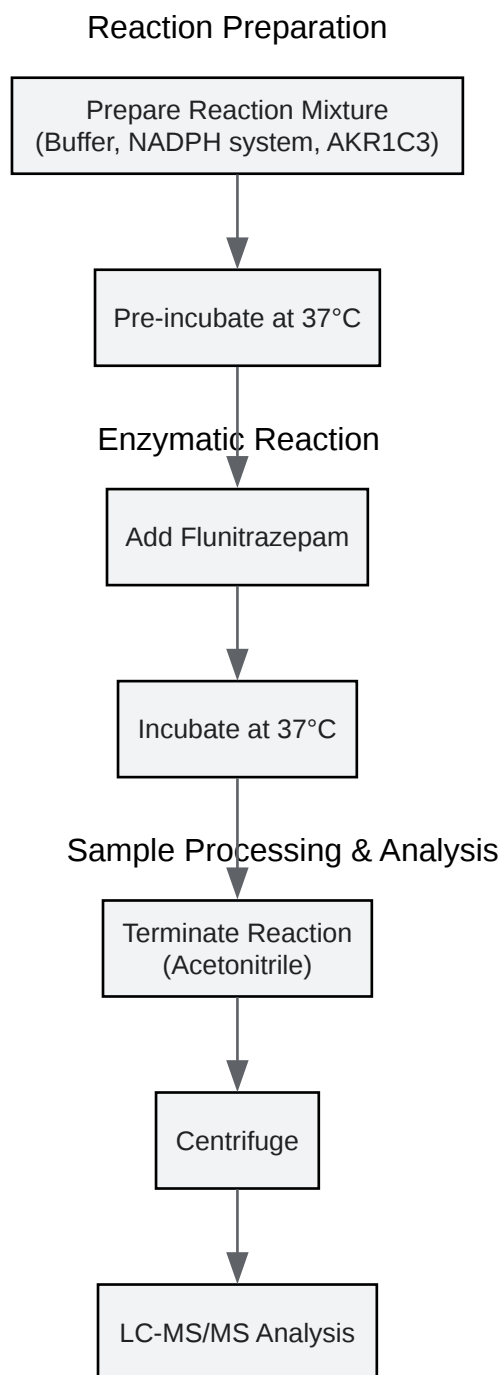 Reaction Preparation
Prepare Reaction Mixture
(Buffer, NADPH system, AKR1C3)
Pre-incubate at 37°C
Enzymatic Reaction
Add Flunitrazepam
Incubate at 37°C
Sample Processing & Analysis
Terminate Reaction
(Acetonitrile)
Centrifuge
LC-MS/MS Analysis